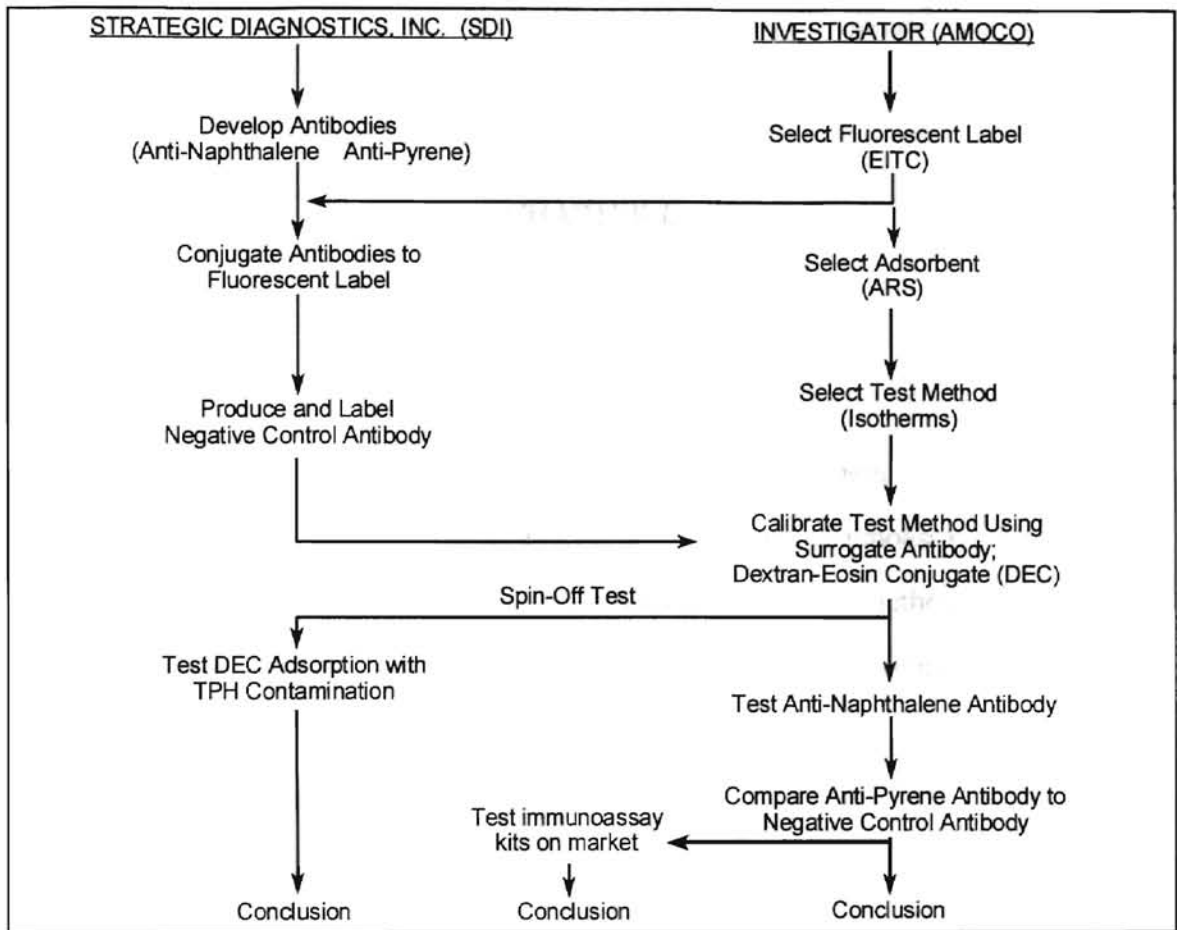 STRATEGIC DIAGNOSTICS, INC. (SDI)
INVESTIGATOR (AMOCO)
Develop Antibodies
(Anti-Naphthalene Anti-Pyrene)
Select Fluorescent Label
(EITC)
Conjugate Antibodies to
Fluorescent Label
Select Adsorbent
(ARS)
Produce and Label
Negative Control Antibody
Select Test Method
(Isotherms)
Calibrate Test Method Using
Surrogate Antibody;
Dextran-Eosin Conjugate (DEC)
Spin-Off Test
Test DEC Adsorption with
TPH Contamination
Test Anti-Naphthalene Antibody
Compare Anti-Pyrene Antibody to
Negative Control Antibody
Test immunoassay
kits on market
Conclusion
Conclusion
Conclusion